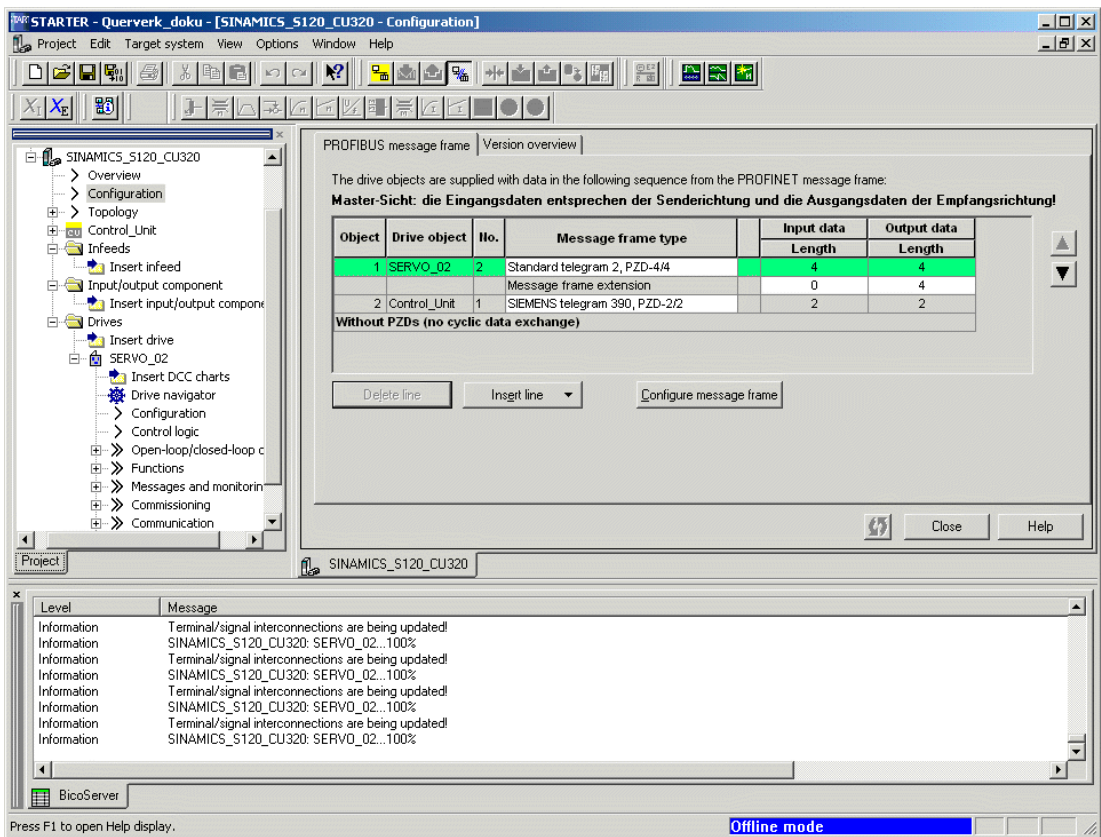 STARTER - Querverk_doku - [SINAMICS_S120_CU320 - Configuration]
Project Edit Target system View Options Window Help
SINAMICS_S120_CU320
Overview
Configuration
Topology
Control_Unit
Infeeds
Insert infeed
Input/output component
Insert input/output compone
Drives
Insert drive
SERVO_02
Insert DCC charts
Drive navigator
Configuration
Control logic
Open-loop/closed-loop c
Functions
Messages and monitorin
Commissioning
Communication
Project
PROFIBUS message frame Version overview
The drive objects are supplied with data in the following sequence from the PROFINET message frame:
Master-Sicht: die Eingangsdaten entsprechen der Senderichtung und die Ausgangsdaten der Empfangsrichtung!
Object Drive object No. Message frame type Input data Output data
Length Length
1 SERVO_02 2 Standard telegram 2, PZD-4/4 4 4
Message frame extension 0 4
2 Control_Unit 1 SIEMENS telegram 390, PZD-2/2 2 2
Without PZDs (no cyclic data exchange)
Delete line Insert line Configure message frame
Close Help
SINAMICS_S120_CU320
Level Message
Information Terminal/signal interconnections are being updated!
Information SINAMICS_S120_CU320: SERVO_02...100%
Information Terminal/signal interconnections are being updated!
Information SINAMICS_S120_CU320: SERVO_02...100%
Information Terminal/signal interconnections are being updated!
Information SINAMICS_S120_CU320: SERVO_02...100%
Information Terminal/signal interconnections are being updated!
Information SINAMICS_S120_CU320: SERVO_02...100%
BicoServer
Press F1 to open Help display. Offline mode